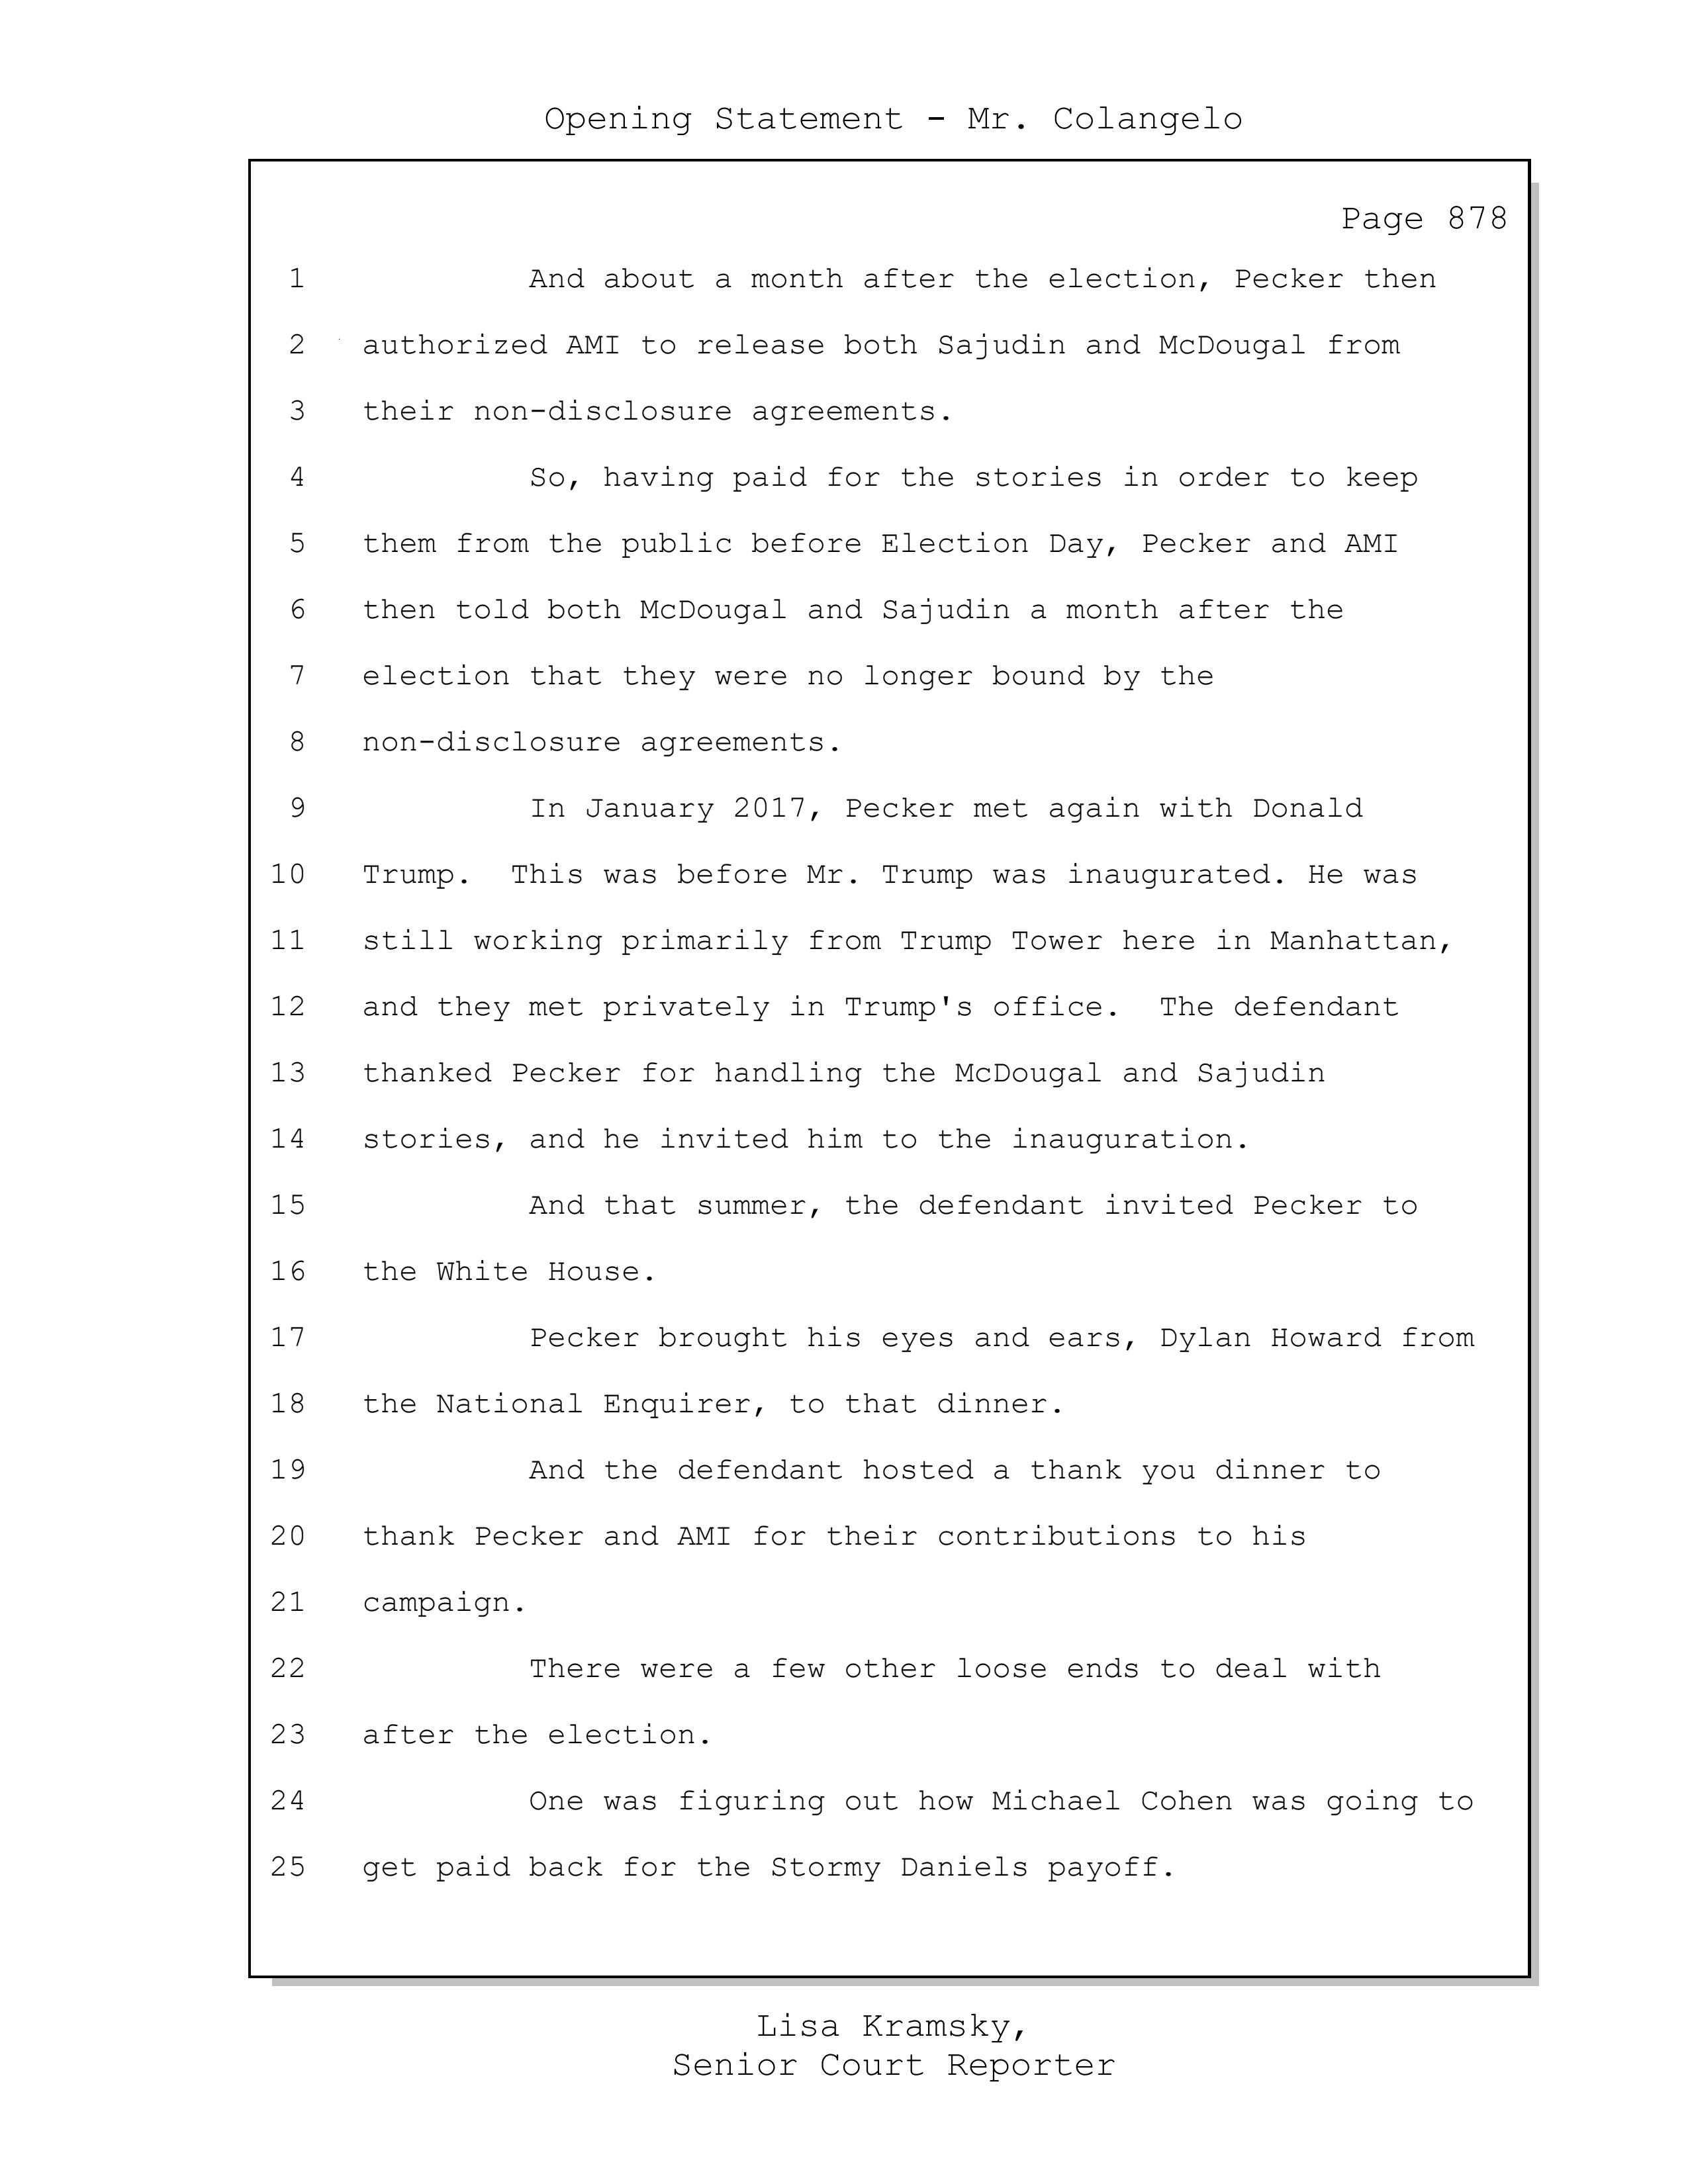 Opening Statement - Mr. Colangelo
Page 878
1 And about a month after the election, Pecker then
2 authorized AMI to release both Sajudin and McDougal from
3 their non-disclosure agreements.
4 So, having paid for the stories in order to keep
5 them from the public before Election Day, Pecker and AMI
6 then told both McDougal and Sajudin a month after the
7 election that they were no longer bound by the
8 non-disclosure agreements.
9 In January 2017, Pecker met again with Donald
10 Trump.  This was before Mr. Trump was inaugurated. He was
11 still working primarily from Trump Tower here in Manhattan,
12 and they met privately in Trump's office.  The defendant
13 thanked Pecker for handling the McDougal and Sajudin
14 stories, and he invited him to the inauguration.
15 And that summer, the defendant invited Pecker to
16 the White House.
17 Pecker brought his eyes and ears, Dylan Howard from
18 the National Enquirer, to that dinner.
19 And the defendant hosted a thank you dinner to
20 thank Pecker and AMI for their contributions to his
21 campaign.
22 There were a few other loose ends to deal with
23 after the election.
24 One was figuring out how Michael Cohen was going to
25 get paid back for the Stormy Daniels payoff.
Lisa Kramsky,
Senior Court Reporter